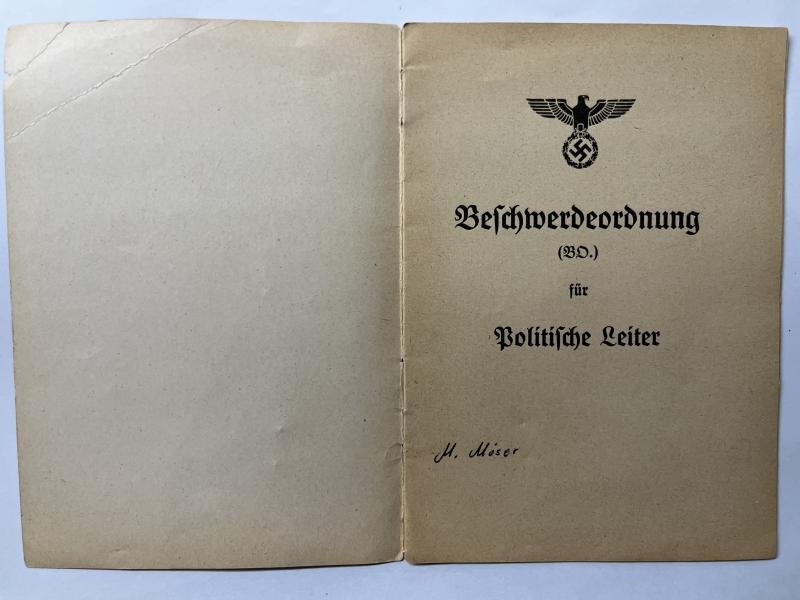 Beſchwerdeordnung
(BO.)
für
Politiſche Leiter
M. Möser